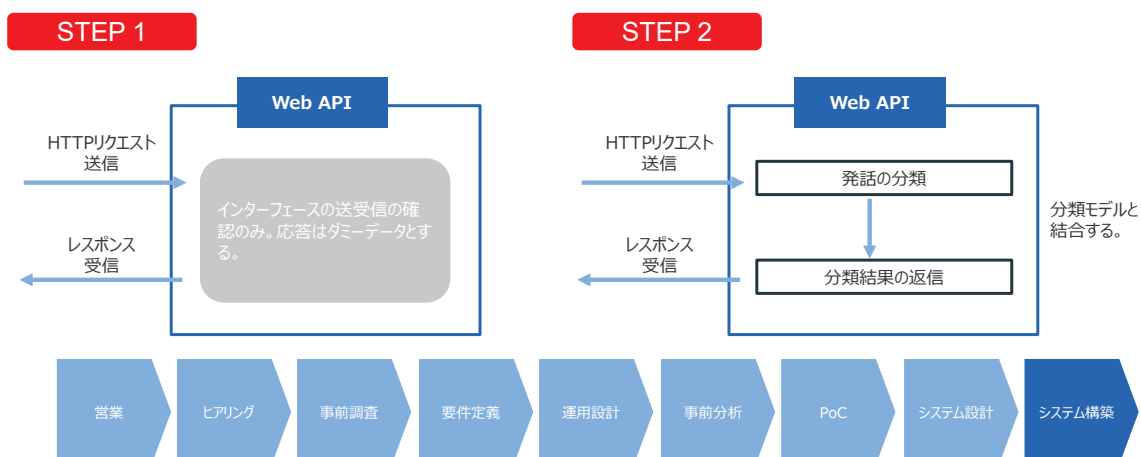 STEP 1
Web API
HTTPリクエスト
送信
インターフェースの送受信の確
認のみ。応答はダミーデータとす
る。
レスポンス
受信
STEP 2
Web API
HTTPリクエスト
送信
発話の分類
分類モデルと
結合する。
レスポンス
受信
分類結果の返信
営業
ヒアリング
事前調査
要件定義
運用設計
事前分析
PoC
システム設計
システム構築